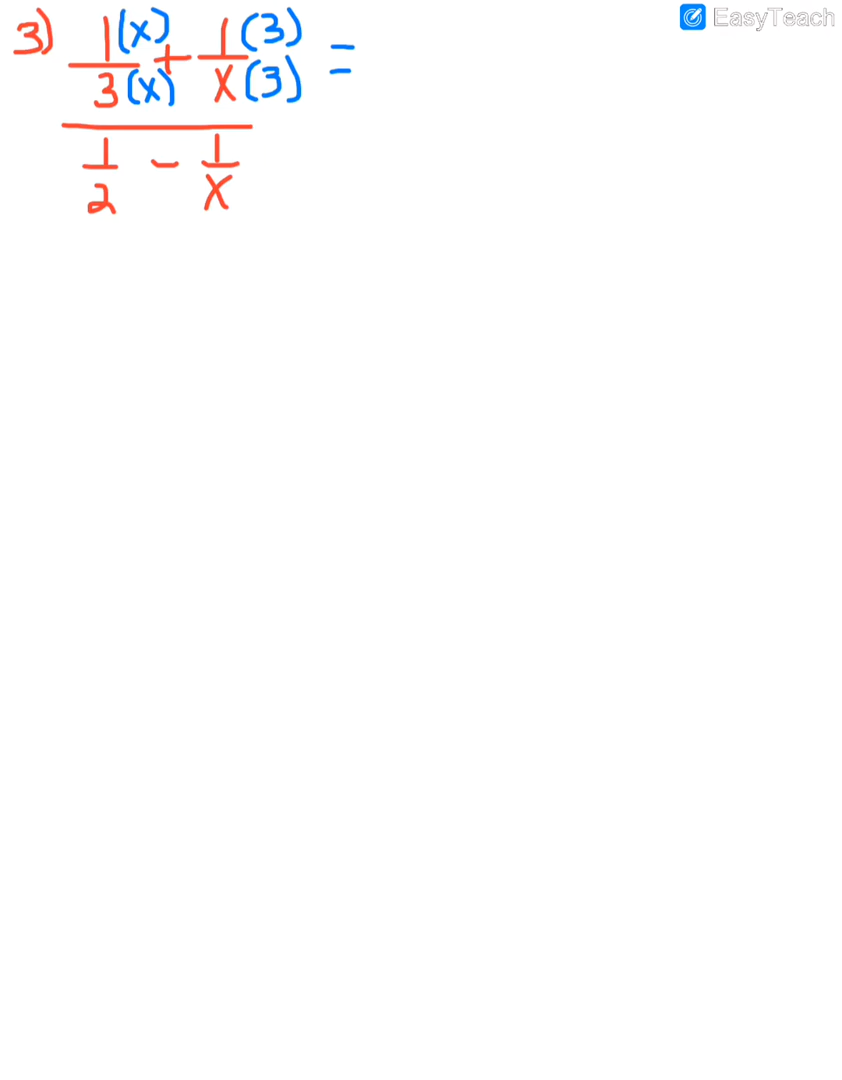 EasyTeach
3) 1(x) + 1(3) =
3(x) x(3)
1 - 1
2 x